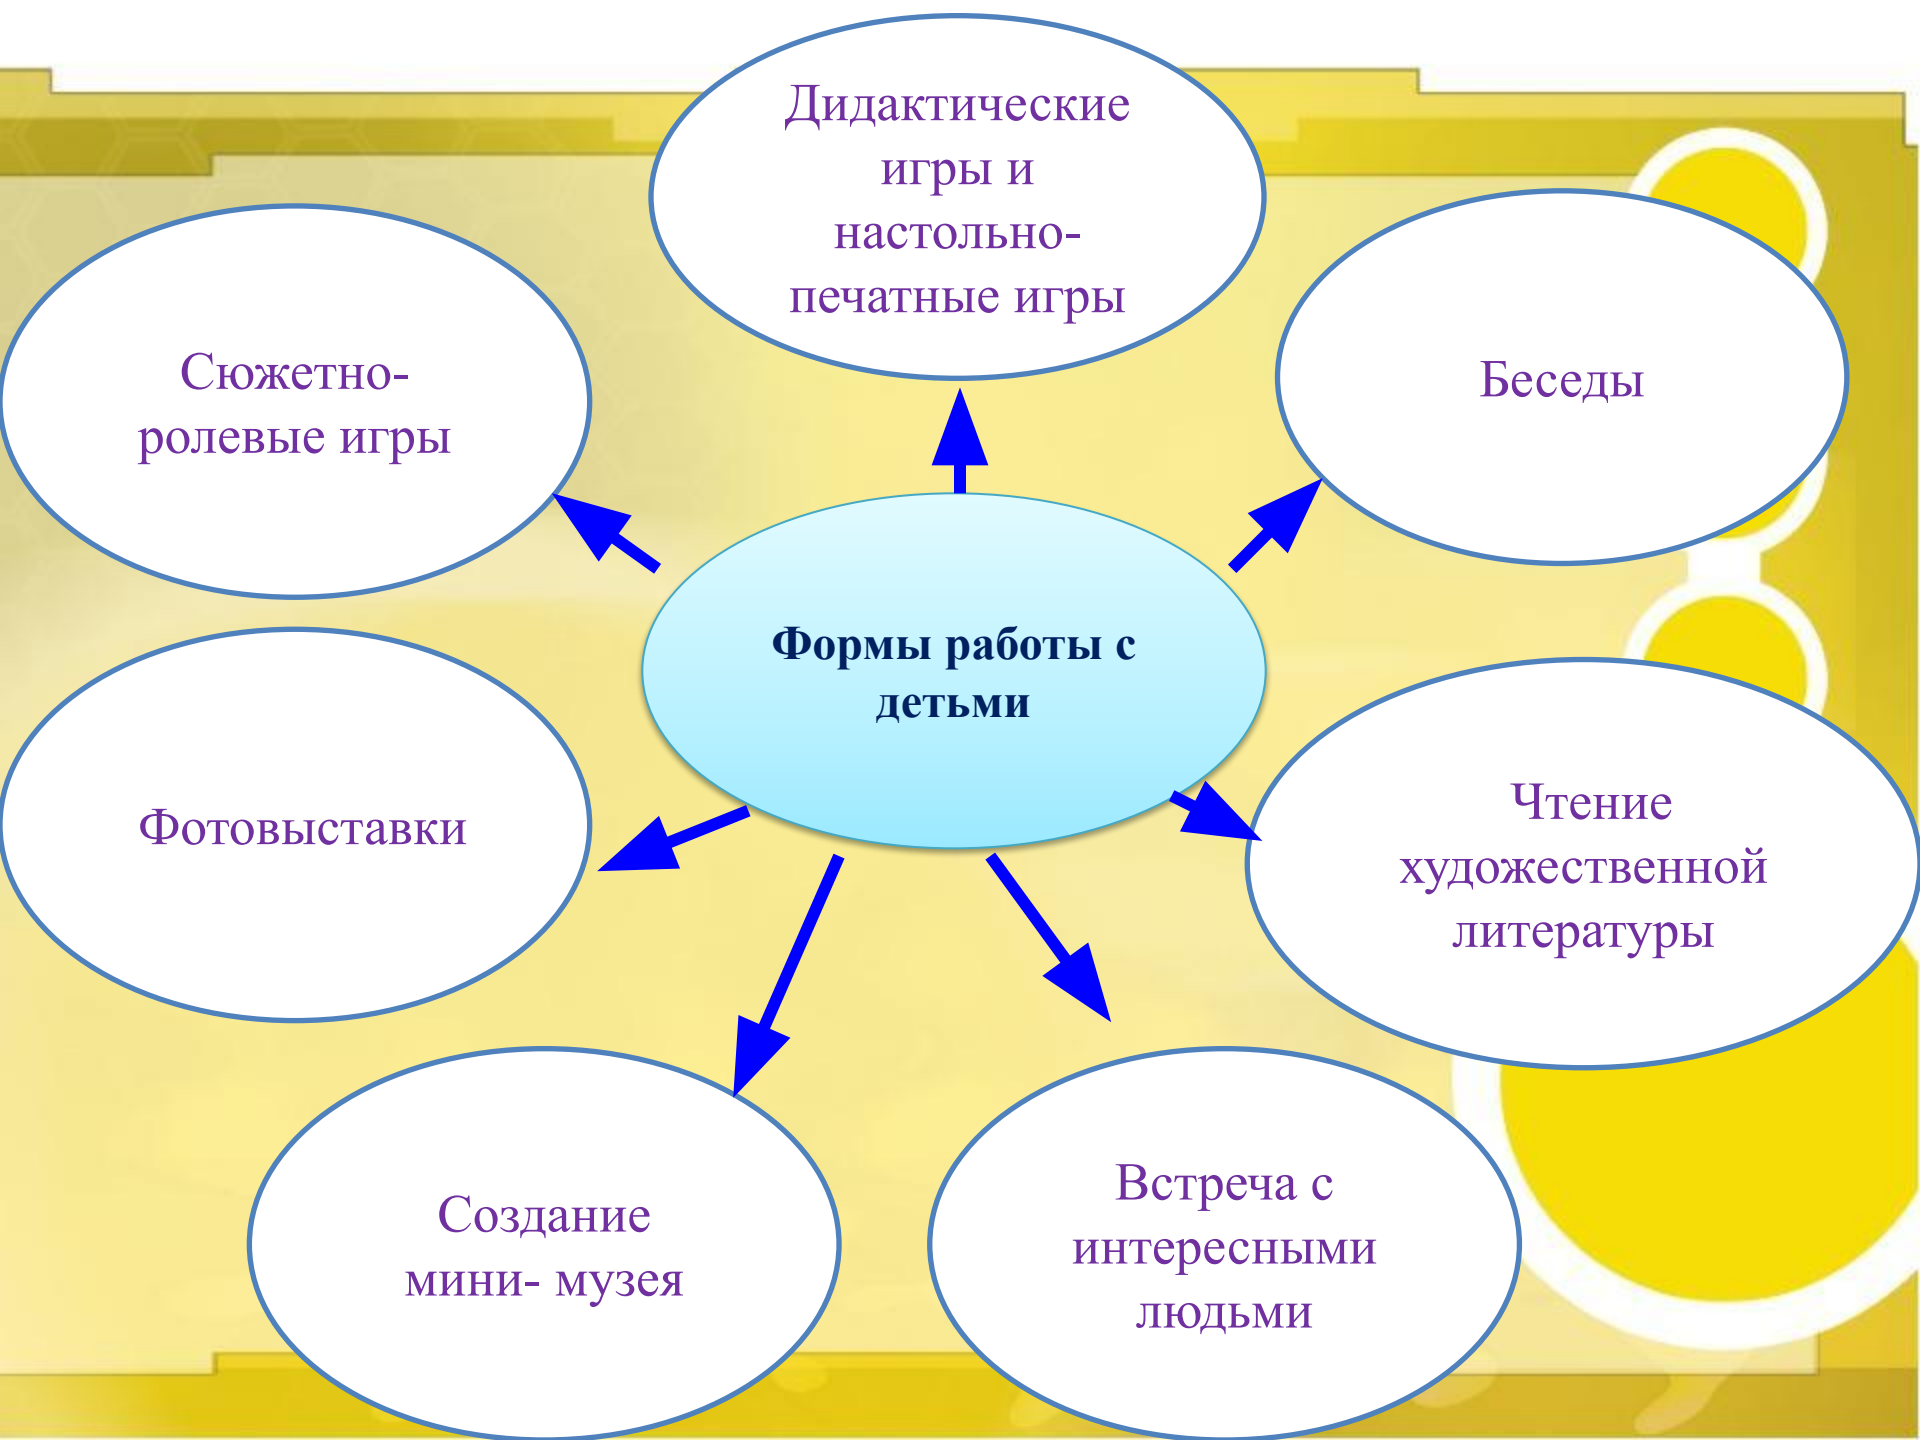 Дидактические
игры и
настольно-
печатные игры
Сюжетно-
ролевые игры
Беседы
Формы работы с
детьми
Фотовыставки
Чтение
художественной
литературы
Создание
мини- музея
Встреча с
интересными
людьми